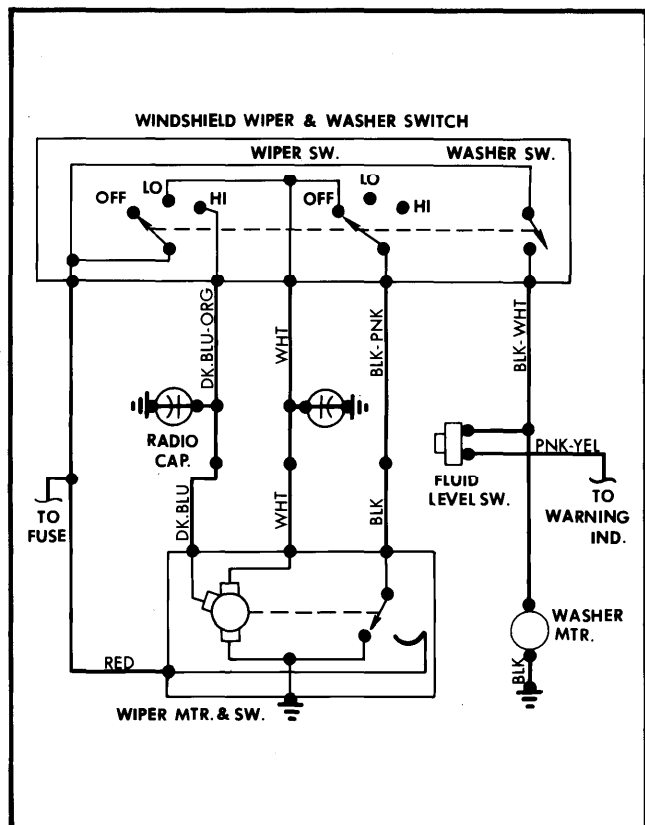 WINDSHIELD WIPER & WASHER SWITCH
WIPER SW.
WASHER SW.
OFF
LO
HI
OFF
LO
HI
DK.BLU-ORG
WHT
BLK-PNK
BLK-WHT
RADIO
CAP.
PNK-YEL
FLUID
LEVEL SW.
TO
WARNING
IND.
TO
FUSE
DK.BLU
WHT
BLK
WASHER
MTR.
BLK
RED
WIPER MTR.& SW.